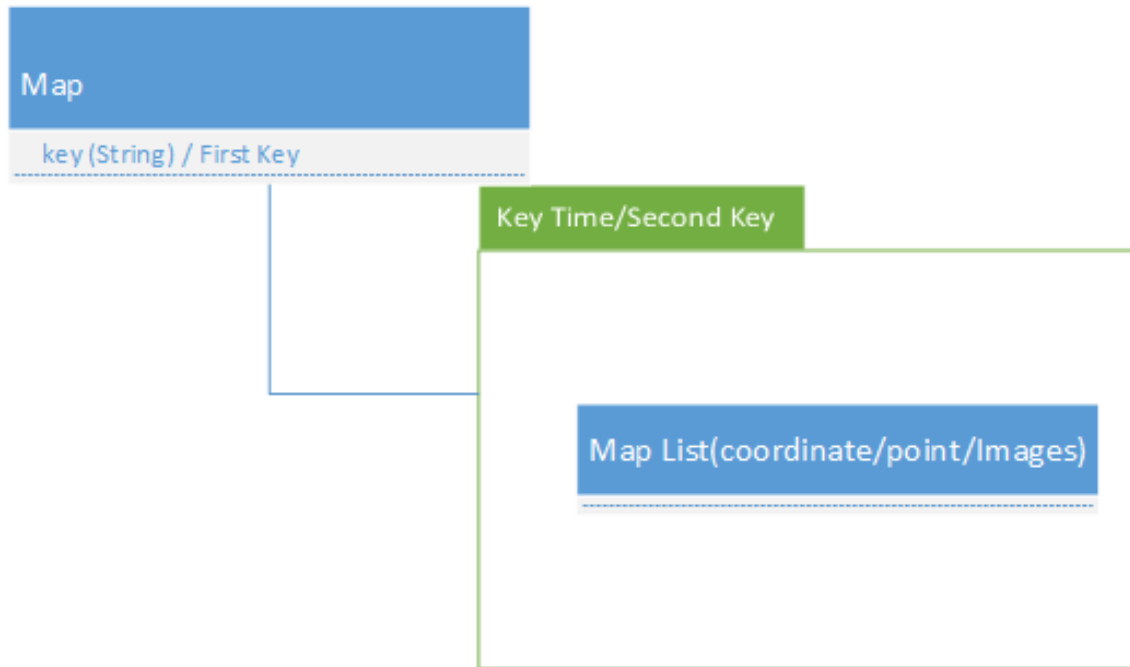 Map
key (String) / First Key
Key Time/Second Key
Map List(coordinate/point/Images)